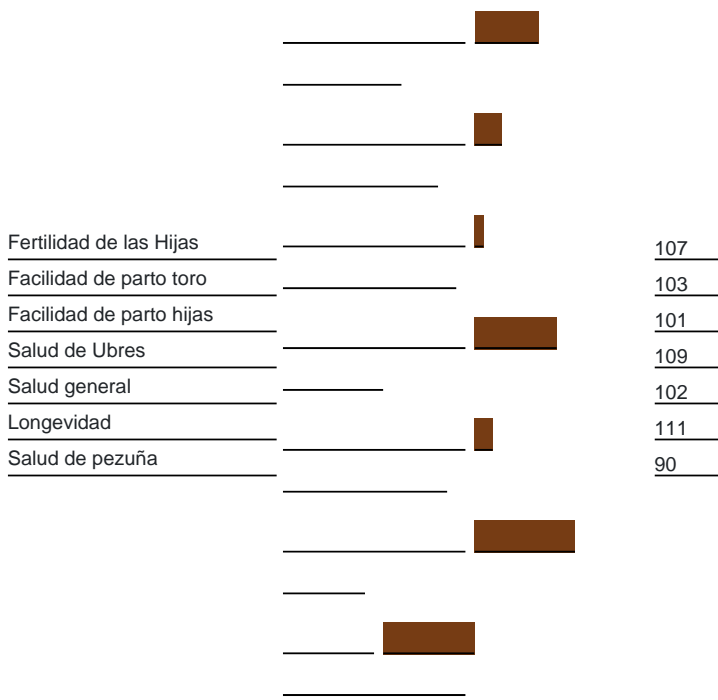 Fertilidad de las Hijas 107
Facilidad de parto toro 103
Facilidad de parto hijas 101
Salud de Ubres 109
Salud general 102
Longevidad 111
Salud de pezuña 90